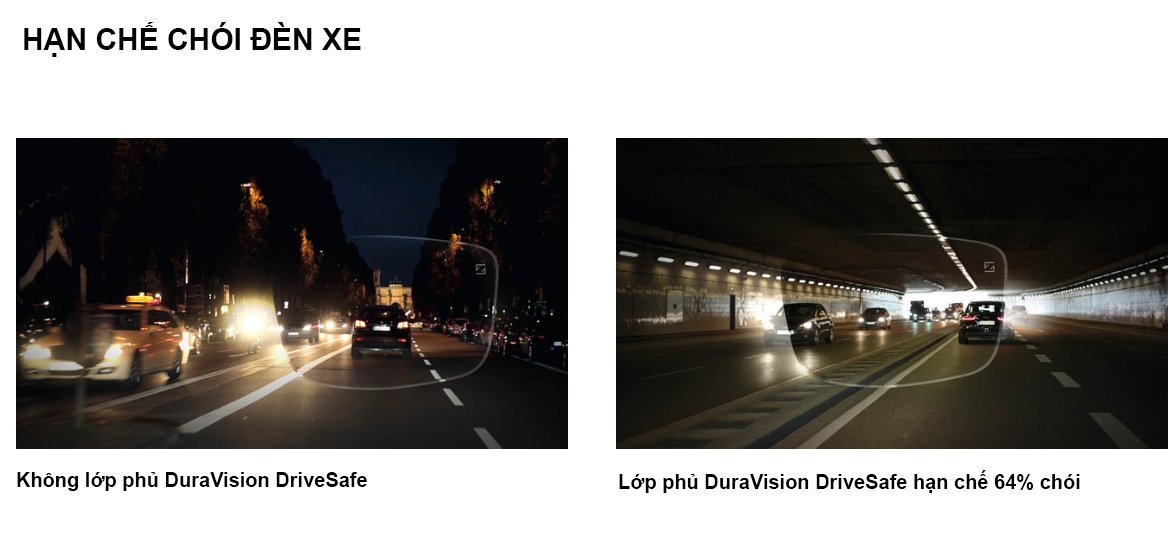 HẠN CHẾ CHÓI ĐÈN XE
Không lớp phủ DuraVision DriveSafe
Lớp phủ DuraVision DriveSafe hạn chế 64% chói